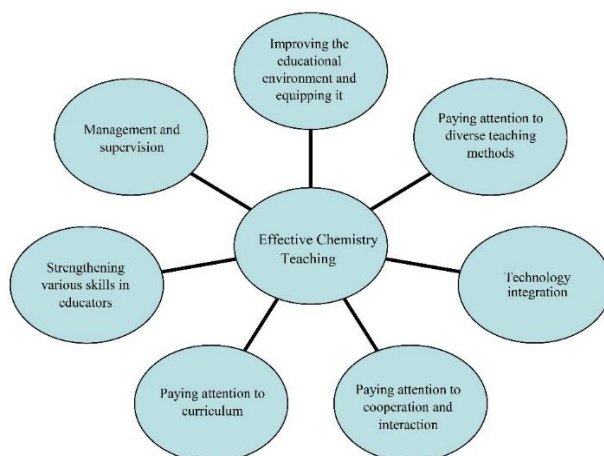 Improving the
educational
environment and
equipping it
Paying attention to
diverse teaching
methods
Technology
integration
Paying attention to
cooperation and
interaction
Paying attention to
curriculum
Strengthening
various skills in
educators
Management and
supervision
Effective Chemistry
Teaching